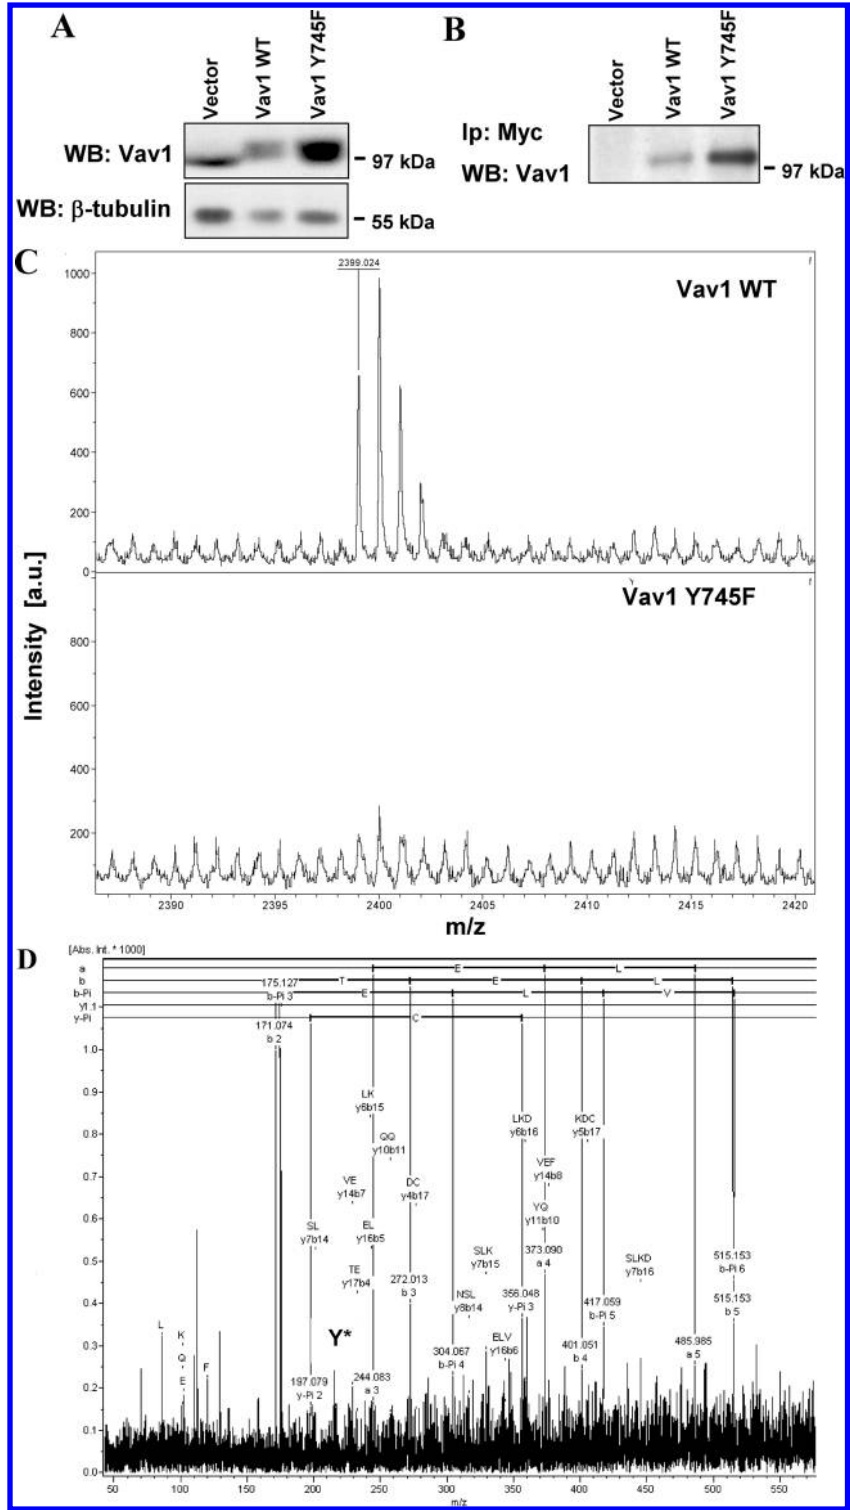 A
Vector
Vav1 WT
Vav1 Y745F
WB: Vav1
97 kDa
WB: β-tubulin
55 kDa
B
Vector
Vav1 WT
Vav1 Y745F
Ip: Myc
WB: Vav1
97 kDa
C
2399.024
Vav1 WT
1000
800
600
400
200
0
Vav1 Y745F
800
600
400
200
Intensity [a.u.]
2390
2395
2400
2405
2410
2415
2420
m/z
D
[Abs. Int. * 1000]
a
E
L
b
175.127
T
E
L
b-Pi
b-Pi 3
E
L
V
y1.1
y-Pi
C
171.074
b 2
1.0
0.9
0.8
0.7
0.6
0.5
0.4
0.3
0.2
0.1
0.0
LK
y6b15
LKD
y6b16
KDC
y5b17
QQ
y10b11
VEF
y14b8
VE
y14b7
DC
y4b17
YQ
y11b10
SL
y7b14
EL
y16b5
373.090
a 4
SLK
y7b15
SLKD
y7b16
515.153
b-Pi 6
TE
y17b4
272.013
b 3
NSL
y8b14
356.048
y-Pi 3
417.059
b-Pi 5
515.153
b 5
L
K
Q
E
F
Y*
304.067
b-Pi 4
ELV
y16b6
401.051
b 4
485.985
a 5
197.079
y-Pi 2
244.083
a 3
50
100
150
200
250
300
350
400
450
500
550
m/z